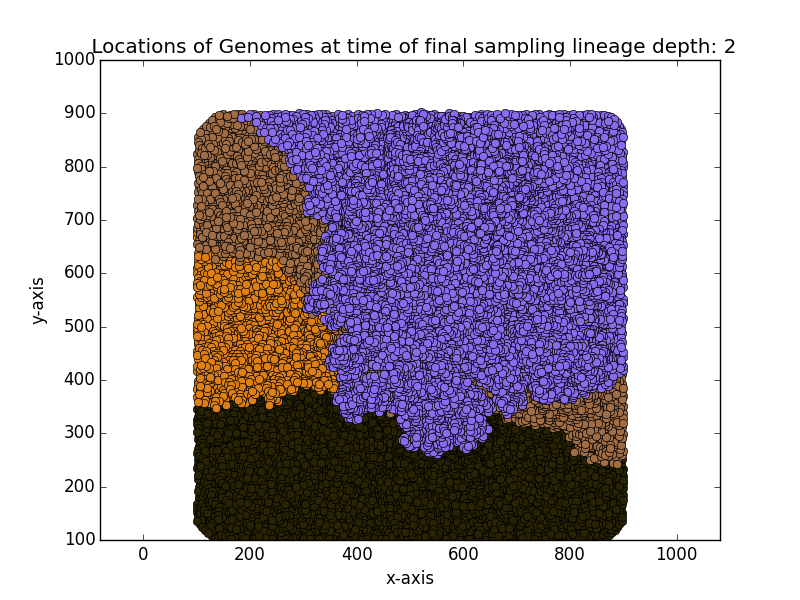 Locations of Genomes at time of final sampling lineage depth: 2
1000
900
800
700
600
500
400
300
200
100
y-axis
0 200 400 600 800 1000
x-axis